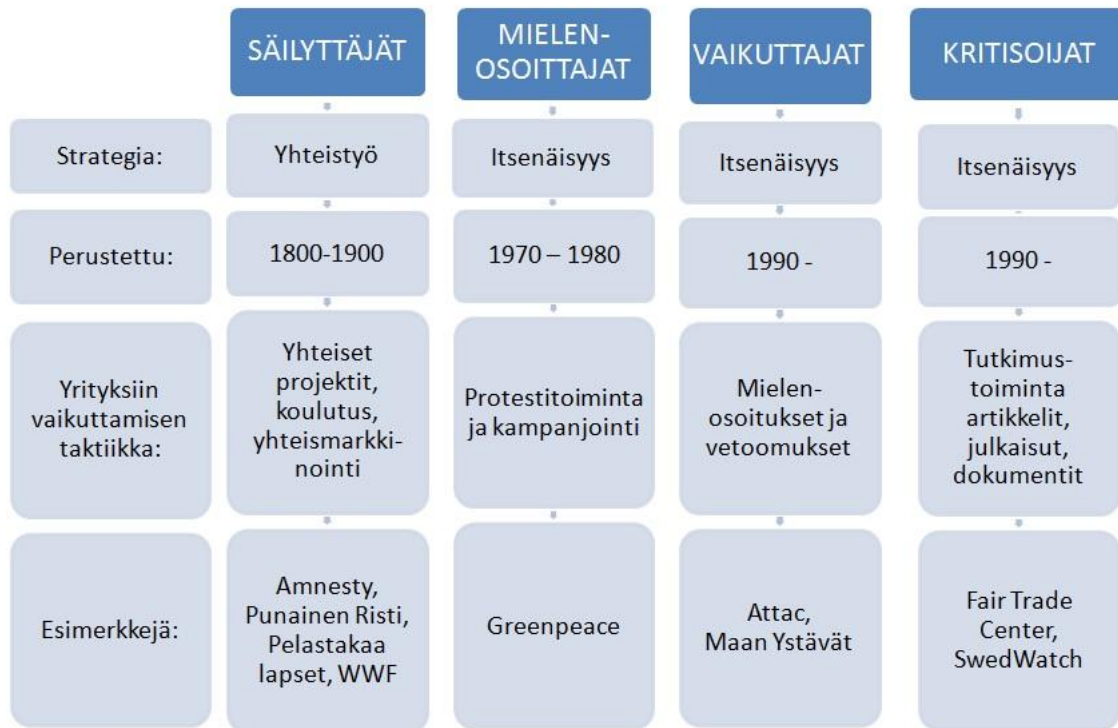 SÄILYTTÄJÄT
MIELEN-
OSOITTAJAT
VAIKUTTAJAT
KRITISOIJAT
Strategia:
Yhteistyö
Itsenäisyys
Itsenäisyys
Itsenäisyys
Perustettu:
1800-1900
1970 – 1980
1990 -
1990 -
Yrityksiin
vaikuttamisen
taktiikka:
Yhteiset
projektit,
koulutus,
yhteismarkki-
nointi
Protestitoiminta
ja kampanjointi
Mielen-
osoitukset ja
vetoomukset
Tutkimus-
toiminta
artikkelit,
julkaisut,
dokumentit
Esimerkkejä:
Amnesty,
Punainen Risti,
Pelastakaa
lapset, WWF
Greenpeace
Attac,
Maan Ystävät
Fair Trade
Center,
SwedWatch